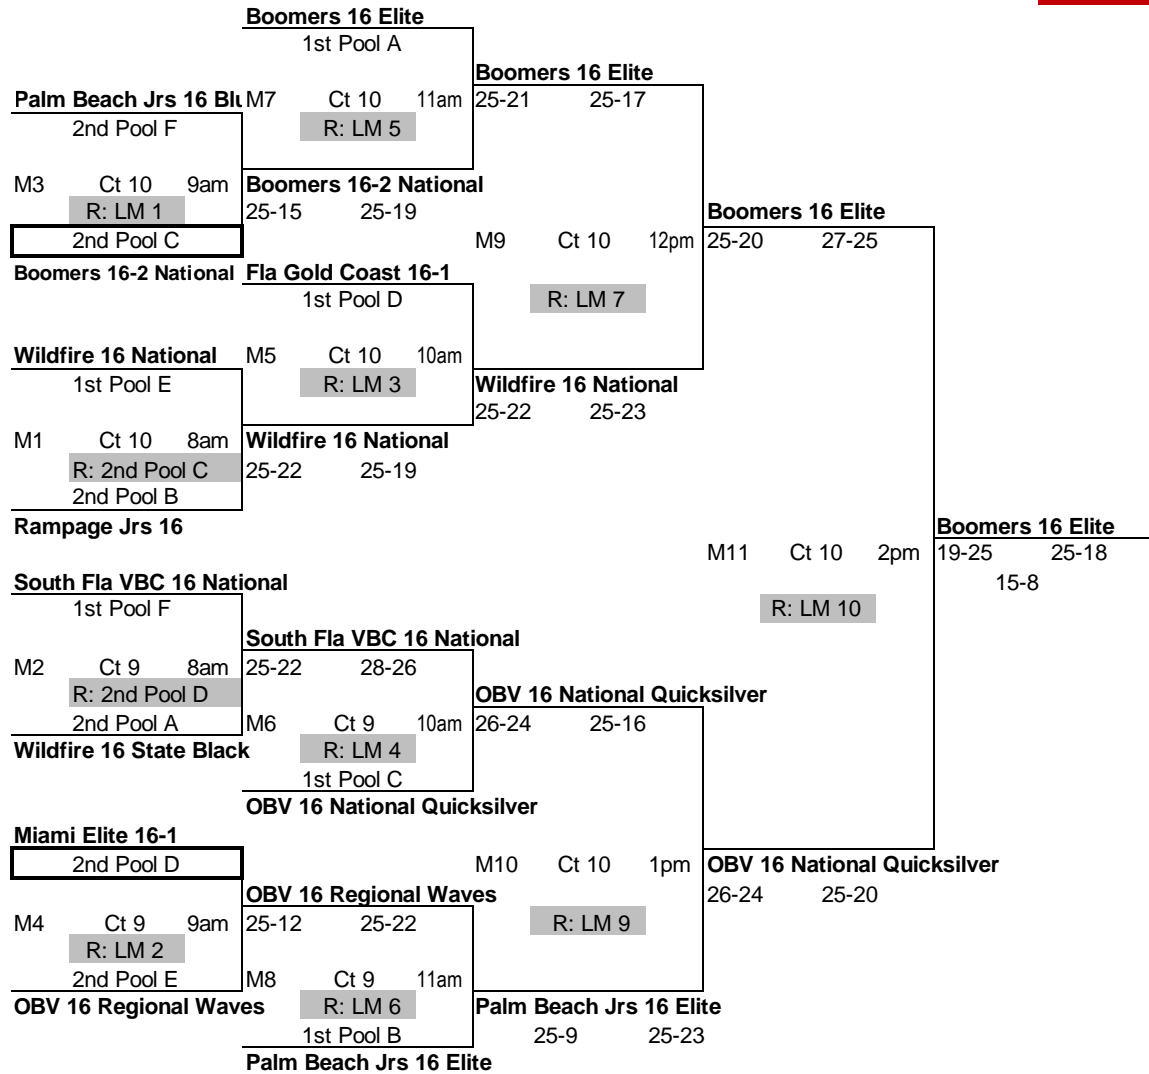 Boomers 16 Elite
1st Pool A
Boomers 16 Elite
Palm Beach Jrs 16 Blu M7 Ct 10 11am 25-21 25-17
2nd Pool F R: LM 5
M3 Ct 10 9am Boomers 16-2 National
R: LM 1 25-15 25-19 Boomers 16 Elite
2nd Pool C M9 Ct 10 12pm 25-20 27-25
Boomers 16-2 National Fla Gold Coast 16-1
1st Pool D R: LM 7
Wildfire 16 National M5 Ct 10 10am
1st Pool E R: LM 3 Wildfire 16 National
25-22 25-23
M1 Ct 10 8am Wildfire 16 National
R: 2nd Pool C 25-22 25-19
2nd Pool B
Rampage Jrs 16 Boomers 16 Elite
M11 Ct 10 2pm 19-25 25-18
South Fla VBC 16 National 15-8
1st Pool F R: LM 10
South Fla VBC 16 National
M2 Ct 9 8am 25-22 28-26
R: 2nd Pool D OBV 16 National Quicksilver
2nd Pool A M6 Ct 9 10am 26-24 25-16
Wildfire 16 State Black R: LM 4
1st Pool C
OBV 16 National Quicksilver
Miami Elite 16-1
2nd Pool D M10 Ct 10 1pm OBV 16 National Quicksilver
OBV 16 Regional Waves 26-24 25-20
M4 Ct 9 9am 25-12 25-22 R: LM 9
R: LM 2
2nd Pool E M8 Ct 9 11am
OBV 16 Regional Waves R: LM 6 Palm Beach Jrs 16 Elite
1st Pool B 25-9 25-23
Palm Beach Jrs 16 Elite